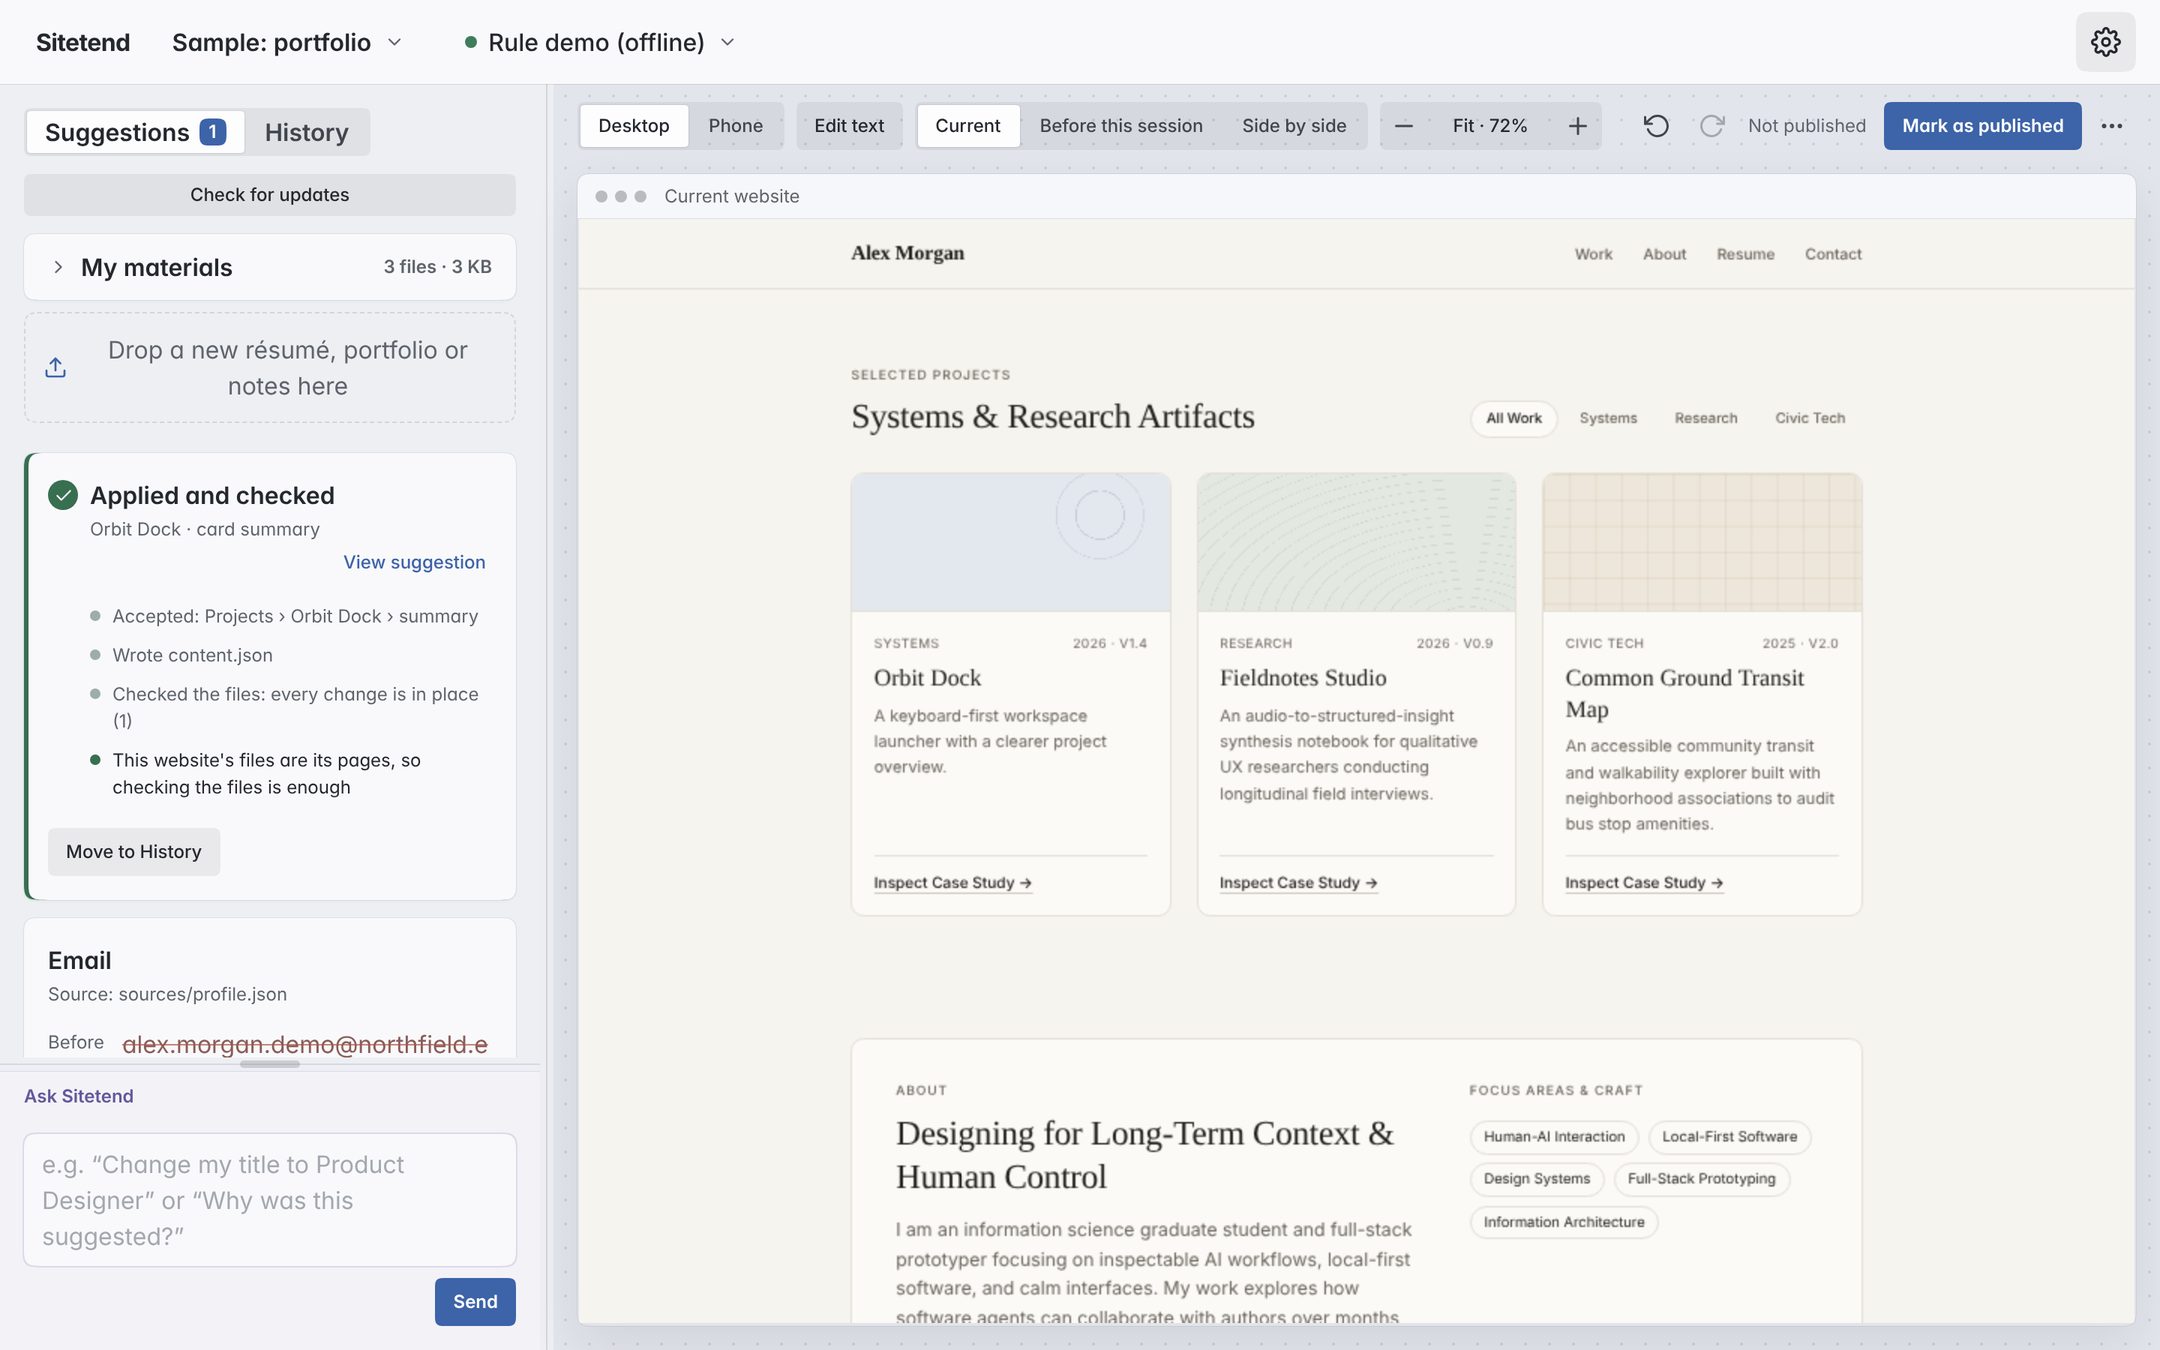 Sitetend
Sample: portfolio
Rule demo (offline)
Suggestions 1
History
Check for updates
My materials
3 files · 3 KB
Drop a new résumé, portfolio or
notes here
Applied and checked
Orbit Dock · card summary
View suggestion
Accepted: Projects › Orbit Dock › summary
Wrote content.json
Checked the files: every change is in place
(1)
This website's files are its pages, so
checking the files is enough
Move to History
Email
Source: sources/profile.json
Before alex.morgan.demo@northfield.e
Ask Sitetend
e.g. “Change my title to Product
Designer” or “Why was this
suggested?”
Send
Desktop
Phone
Edit text
Current
Before this session
Side by side
Fit · 72%
Not published
Mark as published
Current website
Alex Morgan
Work
About
Resume
Contact
SELECTED PROJECTS
Systems & Research Artifacts
All Work
Systems
Research
Civic Tech
SYSTEMS
2026 · V1.4
Orbit Dock
A keyboard-first workspace
launcher with a clearer project
overview.
Inspect Case Study →
RESEARCH
2026 · V0.9
Fieldnotes Studio
An audio-to-structured-insight
synthesis notebook for qualitative
UX researchers conducting
longitudinal field interviews.
Inspect Case Study →
CIVIC TECH
2025 · V2.0
Common Ground Transit
Map
An accessible community transit
and walkability explorer built with
neighborhood associations to audit
bus stop amenities.
Inspect Case Study →
ABOUT
Designing for Long-Term Context &
Human Control
I am an information science graduate student and full-stack
prototyper focusing on inspectable AI workflows, local-first
software, and calm interfaces. My work explores how
software agents can collaborate with authors over months
FOCUS AREAS & CRAFT
Human-AI Interaction
Local-First Software
Design Systems
Full-Stack Prototyping
Information Architecture